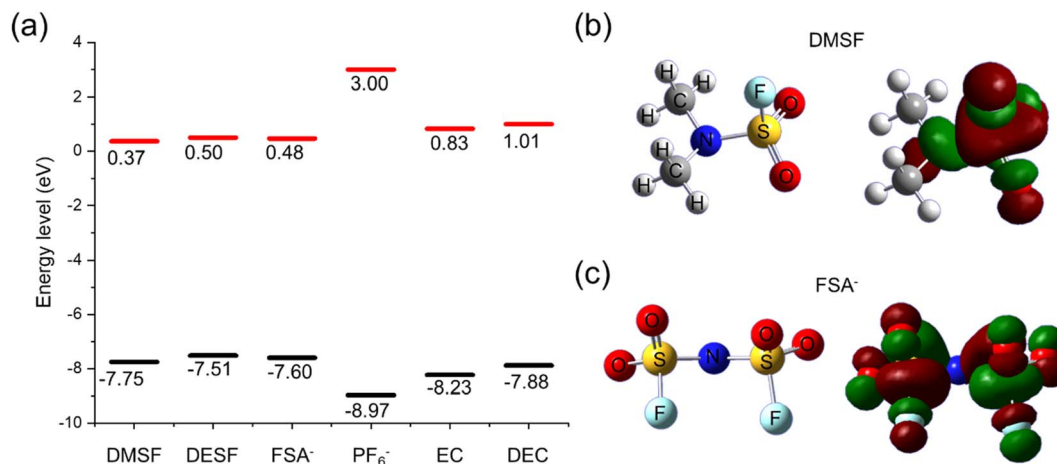 (a)
Energy level (eV)
4
2
0
-2
-4
-6
-8
-10
0.37
0.50
0.48
3.00
0.83
1.01
-7.75
-7.51
-7.60
-8.97
-8.23
-7.88
DMSF DESF FSA⁻ PF₆⁻ EC DEC
(b)
DMSF
H
H
F
O
H
C
N
S
H
C
O
H
H
(c)
FSA⁻
O
O
O
S
N
S
O
F
F